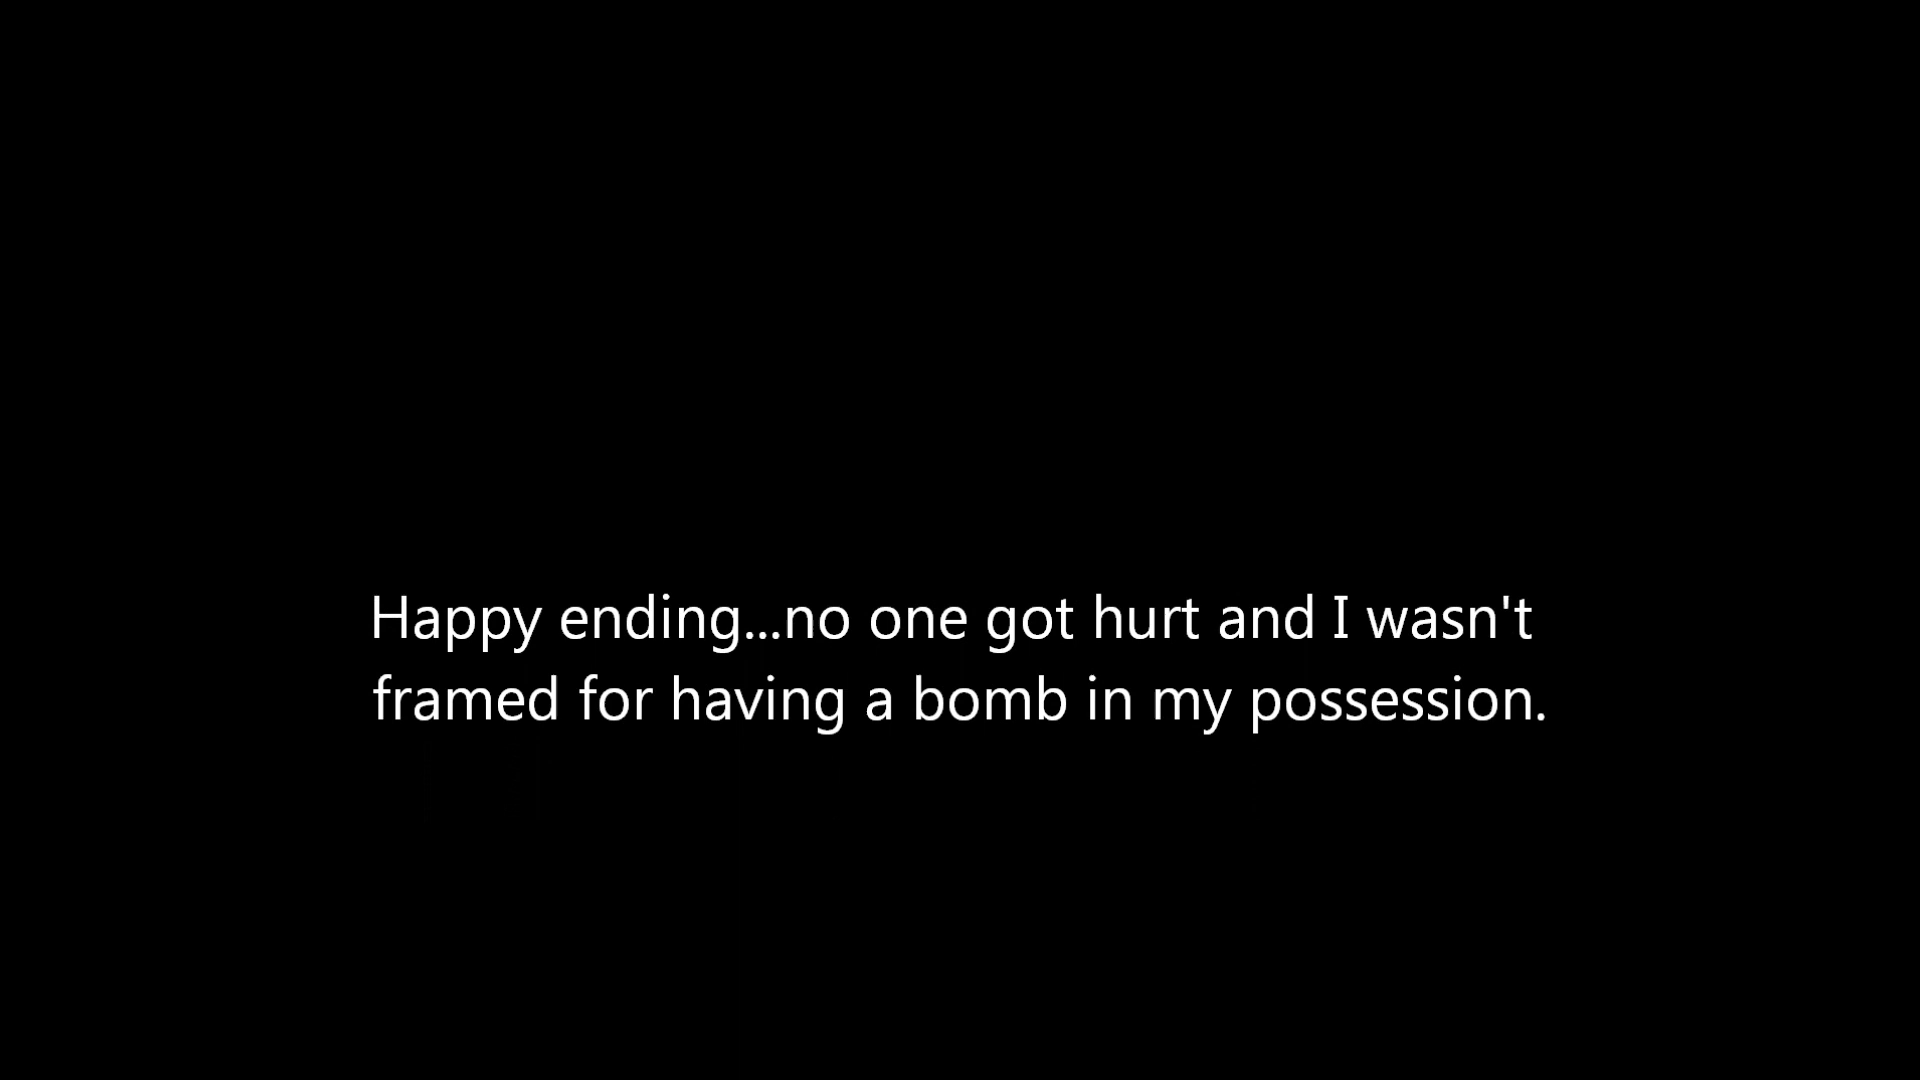 Happy ending...no one got hurt and I wasn't
framed for having a bomb in my possession.